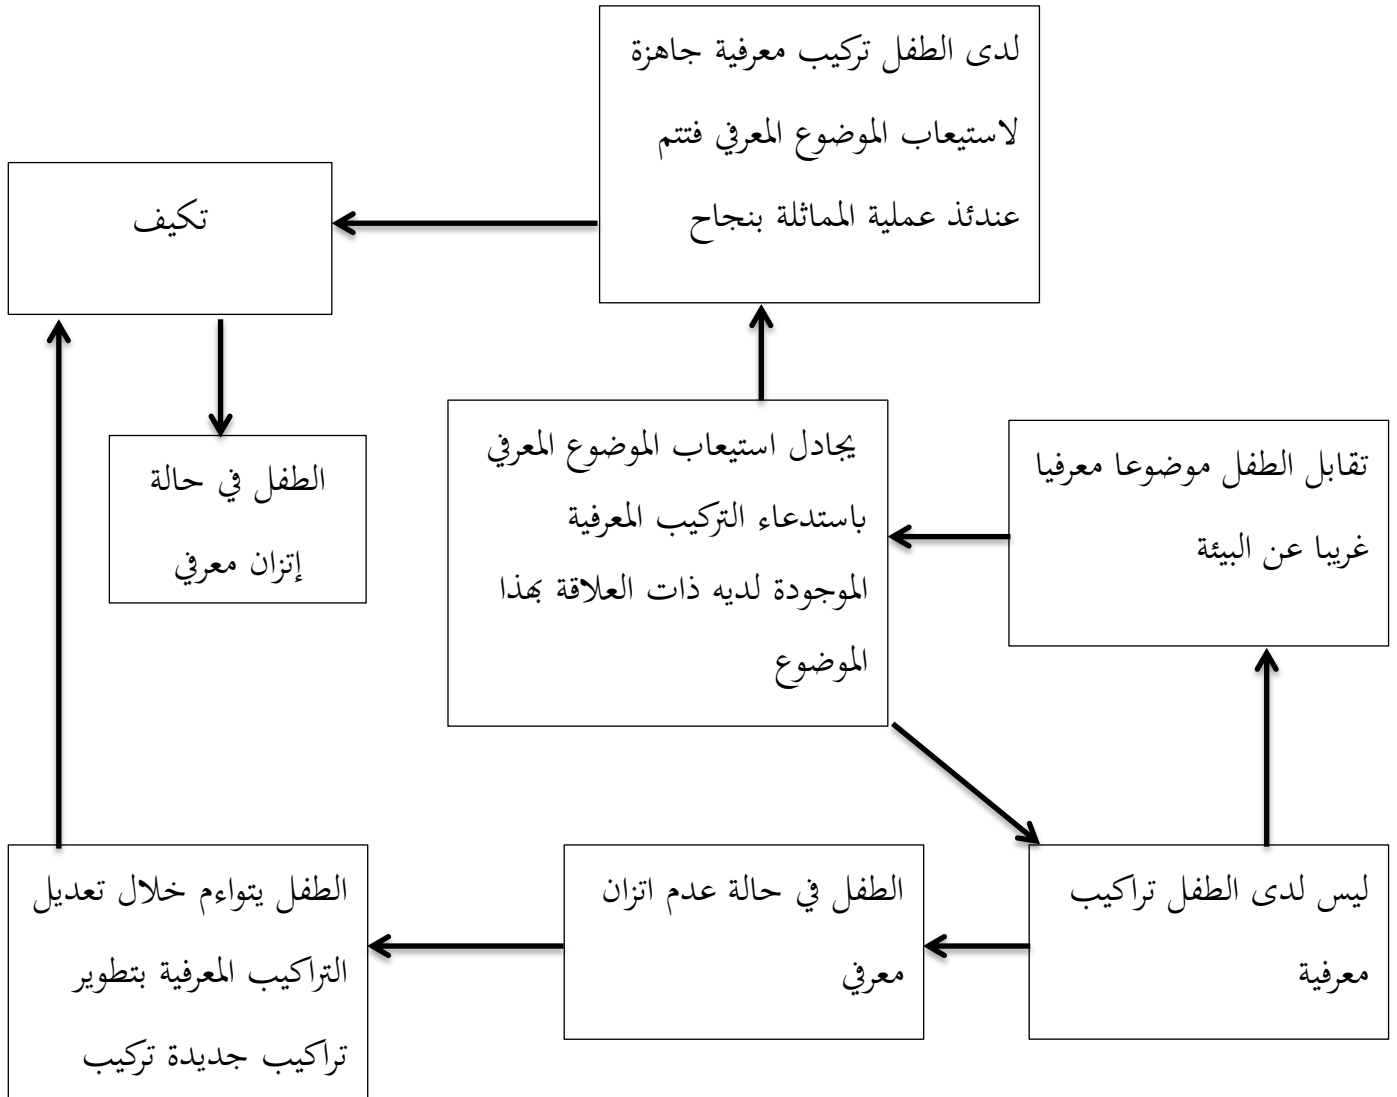 لدى الطفل تركيب معرفية جاهزة
لاستيعاب الموضوع المعرفي فتتم
عندئذ عملية المماثلة بنجاح
تكيف
الطفل في حالة
إتزان معرفي
يجادل استيعاب الموضوع المعرفي
باستدعاء التركيب المعرفية
الموجودة لديه ذات العلاقة بهذا
الموضوع
تقابل الطفل موضوعا معرفيا
غريبا عن البيئة
ليس لدى الطفل تراكيب
معرفية
الطفل في حالة عدم اتزان
معرفي
الطفل يتواءم خلال تعديل
التراكيب المعرفية بتطوير
تراكيب جديدة تركيب